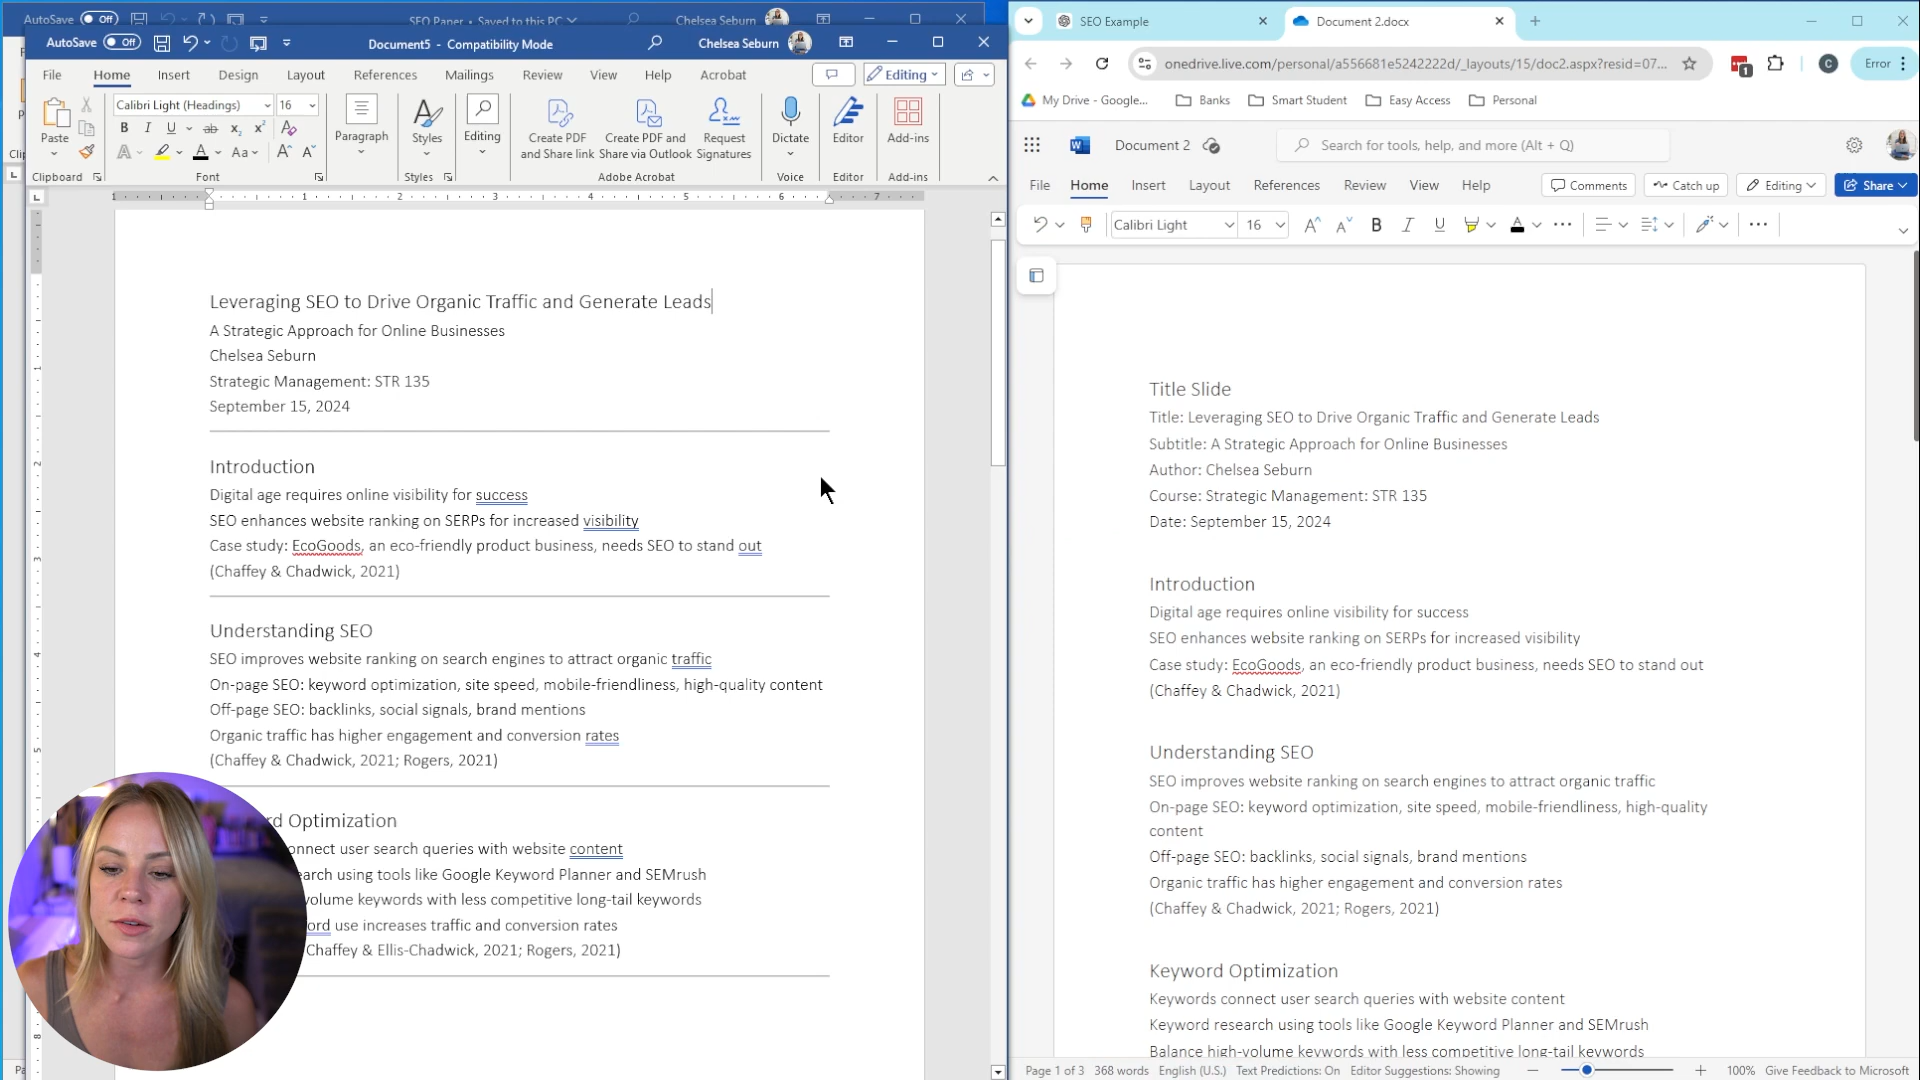 AutoSave Off
SEO Paper • Saved to this PC
Chelsea Seburn
AutoSave Off
Document5 - Compatibility Mode
Chelsea Seburn
File Home Insert Design Layout References Mailings Review View Help Acrobat
Editing
Paste
Calibri Light (Headings) 16
B I U ab x₂ x²
A A Aa A A
Paragraph
Styles
Editing
Create PDF and Share link
Create PDF and Share via Outlook
Request Signatures
Dictate
Editor
Add-ins
Clipboard Font Styles Adobe Acrobat Voice Editor Add-ins
1 1 2 3 4 5 6 7
Leveraging SEO to Drive Organic Traffic and Generate Leads
A Strategic Approach for Online Businesses
Chelsea Seburn
Strategic Management: STR 135
September 15, 2024
Introduction
Digital age requires online visibility for success
SEO enhances website ranking on SERPs for increased visibility
Case study: EcoGoods, an eco-friendly product business, needs SEO to stand out
(Chaffey & Chadwick, 2021)
Understanding SEO
SEO improves website ranking on search engines to attract organic traffic
On-page SEO: keyword optimization, site speed, mobile-friendliness, high-quality content
Off-page SEO: backlinks, social signals, brand mentions
Organic traffic has higher engagement and conversion rates
(Chaffey & Chadwick, 2021; Rogers, 2021)
rd Optimization
onnect user search queries with website content
earch using tools like Google Keyword Planner and SEMrush
volume keywords with less competitive long-tail keywords
ord use increases traffic and conversion rates
Chaffey & Ellis-Chadwick, 2021; Rogers, 2021)
SEO Example
Document 2.docx
onedrive.live.com/personal/a556681e5242222d/_layouts/15/doc2.aspx?resid=07...
1
C
Error
My Drive - Google...
Banks
Smart Student
Easy Access
Personal
Document 2
Search for tools, help, and more (Alt + Q)
File Home Insert Layout References Review View Help
Comments
Catch up
Editing
Share
Calibri Light 16 A A B I U A
Title Slide
Title: Leveraging SEO to Drive Organic Traffic and Generate Leads
Subtitle: A Strategic Approach for Online Businesses
Author: Chelsea Seburn
Course: Strategic Management: STR 135
Date: September 15, 2024
Introduction
Digital age requires online visibility for success
SEO enhances website ranking on SERPs for increased visibility
Case study: EcoGoods, an eco-friendly product business, needs SEO to stand out
(Chaffey & Chadwick, 2021)
Understanding SEO
SEO improves website ranking on search engines to attract organic traffic
On-page SEO: keyword optimization, site speed, mobile-friendliness, high-quality
content
Off-page SEO: backlinks, social signals, brand mentions
Organic traffic has higher engagement and conversion rates
(Chaffey & Chadwick, 2021; Rogers, 2021)
Keyword Optimization
Keywords connect user search queries with website content
Keyword research using tools like Google Keyword Planner and SEMrush
Balance high-volume keywords with less competitive long-tail keywords
Page 1 of 3 368 words English (U.S.) Text Predictions: On Editor Suggestions: Showing
100% Give Feedback to Microsoft